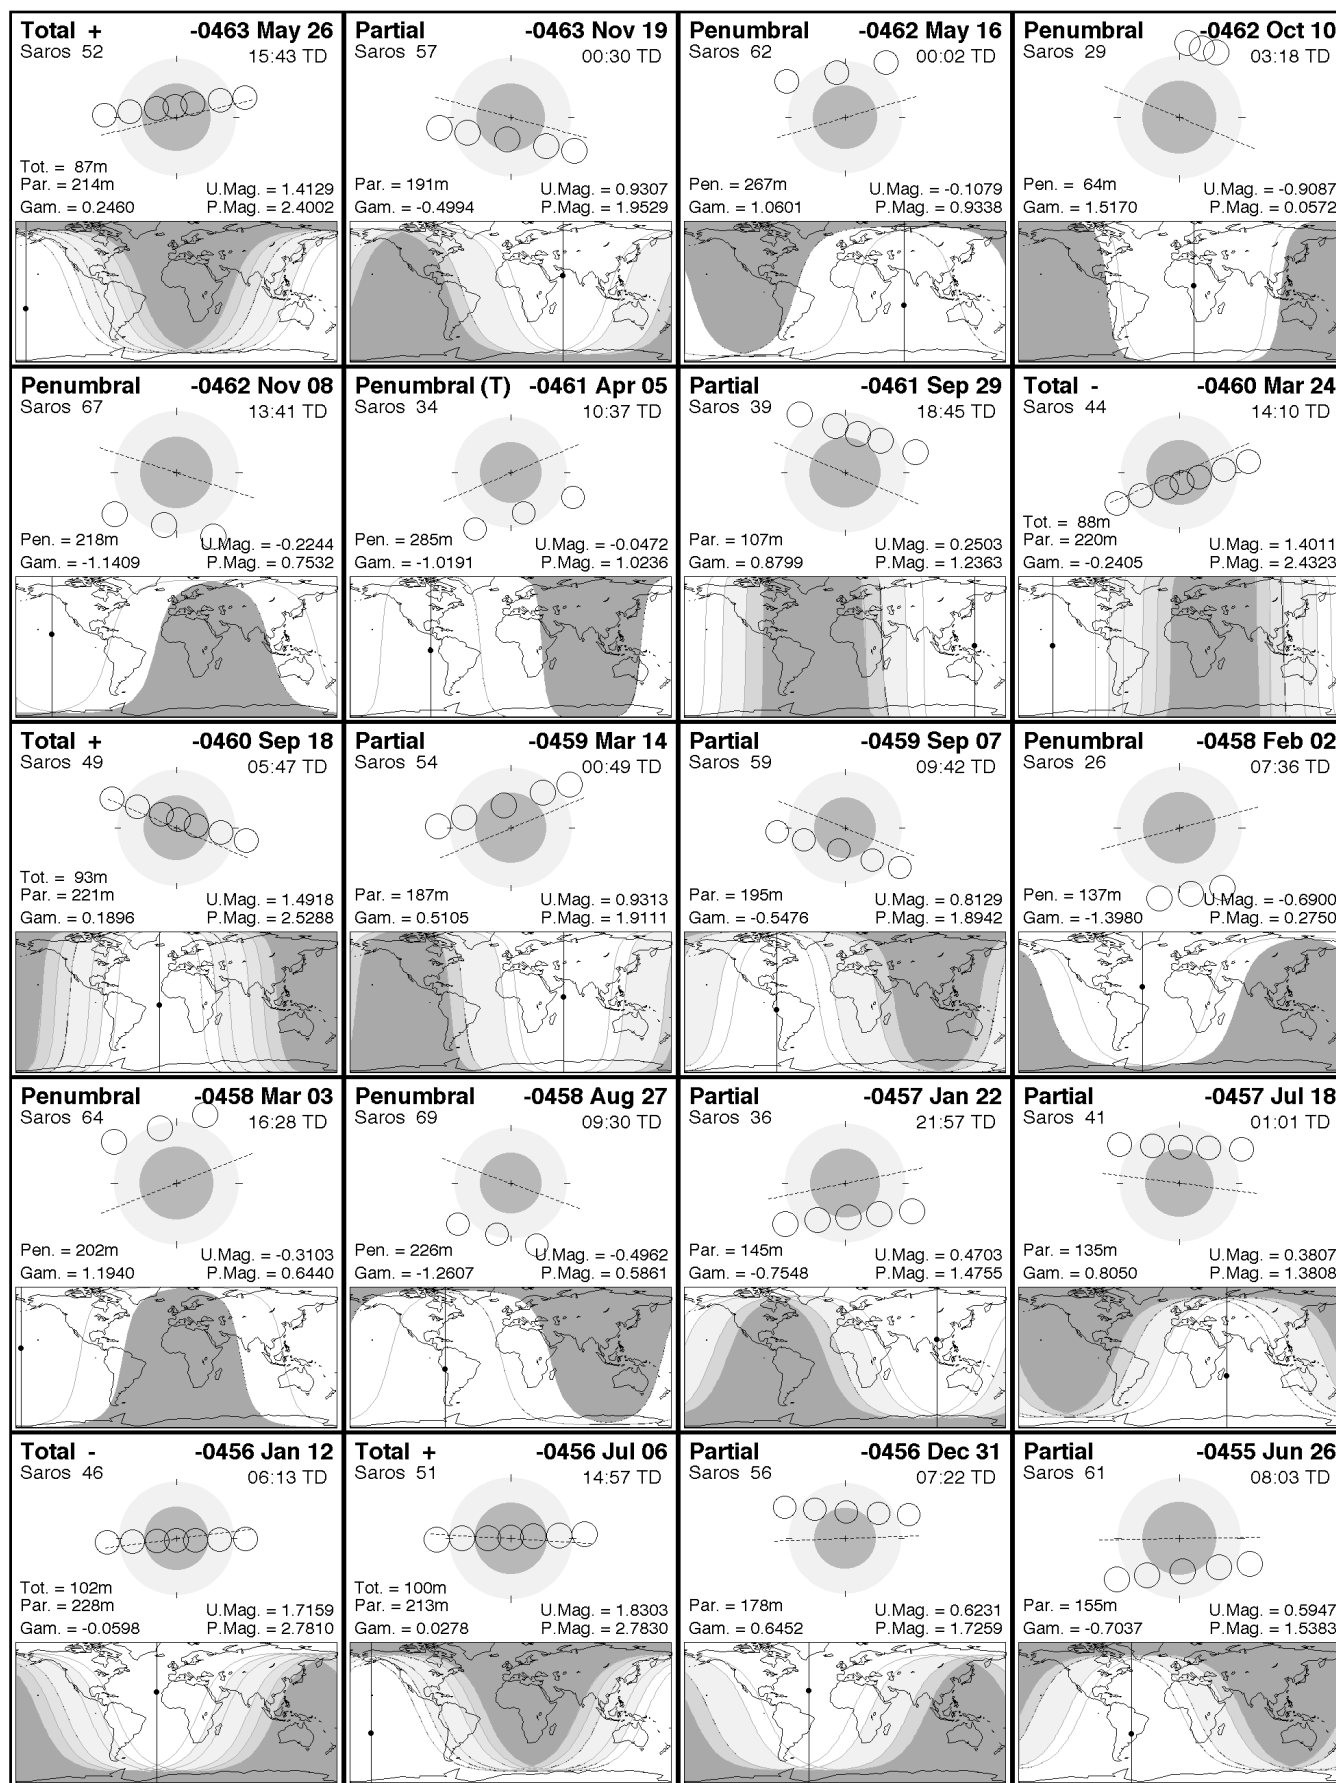 Total + -0463 May 26
Saros 52 15:43 TD
Tot. = 87m
Par. = 214m U.Mag. = 1.4129
Gam. = 0.2460 P.Mag. = 2.4002
Partial -0463 Nov 19
Saros 57 00:30 TD
Par. = 191m U.Mag. = 0.9307
Gam. = -0.4994 P.Mag. = 1.9529
Penumbral -0462 May 16
Saros 62 00:02 TD
Pen. = 267m U.Mag. = -0.1079
Gam. = 1.0601 P.Mag. = 0.9338
Penumbral -0462 Oct 10
Saros 29 03:18 TD
Pen. = 64m U.Mag. = -0.9087
Gam. = 1.5170 P.Mag. = 0.0572
Penumbral -0462 Nov 08
Saros 67 13:41 TD
Pen. = 218m U.Mag. = -0.2244
Gam. = -1.1409 P.Mag. = 0.7532
Penumbral (T) -0461 Apr 05
Saros 34 10:37 TD
Pen. = 285m U.Mag. = -0.0472
Gam. = -1.0191 P.Mag. = 1.0236
Partial -0461 Sep 29
Saros 39 18:45 TD
Par. = 107m U.Mag. = 0.2503
Gam. = 0.8799 P.Mag. = 1.2363
Total - -0460 Mar 24
Saros 44 14:10 TD
Tot. = 88m
Par. = 220m U.Mag. = 1.4011
Gam. = -0.2405 P.Mag. = 2.4323
Total + -0460 Sep 18
Saros 49 05:47 TD
Tot. = 93m
Par. = 221m U.Mag. = 1.4918
Gam. = 0.1896 P.Mag. = 2.5288
Partial -0459 Mar 14
Saros 54 00:49 TD
Par. = 187m U.Mag. = 0.9313
Gam. = 0.5105 P.Mag. = 1.9111
Partial -0459 Sep 07
Saros 59 09:42 TD
Par. = 195m U.Mag. = 0.8129
Gam. = -0.5476 P.Mag. = 1.8942
Penumbral -0458 Feb 02
Saros 26 07:36 TD
Pen. = 137m U.Mag. = -0.6900
Gam. = -1.3980 P.Mag. = 0.2750
Penumbral -0458 Mar 03
Saros 64 16:28 TD
Pen. = 202m U.Mag. = -0.3103
Gam. = 1.1940 P.Mag. = 0.6440
Penumbral -0458 Aug 27
Saros 69 09:30 TD
Pen. = 226m U.Mag. = -0.4962
Gam. = -1.2607 P.Mag. = 0.5861
Partial -0457 Jan 22
Saros 36 21:57 TD
Par. = 145m U.Mag. = 0.4703
Gam. = -0.7548 P.Mag. = 1.4755
Partial -0457 Jul 18
Saros 41 01:01 TD
Par. = 135m U.Mag. = 0.3807
Gam. = 0.8050 P.Mag. = 1.3808
Total - -0456 Jan 12
Saros 46 06:13 TD
Tot. = 102m
Par. = 228m U.Mag. = 1.7159
Gam. = -0.0598 P.Mag. = 2.7810
Total + -0456 Jul 06
Saros 51 14:57 TD
Tot. = 100m
Par. = 213m U.Mag. = 1.8303
Gam. = 0.0278 P.Mag. = 2.7830
Partial -0456 Dec 31
Saros 56 07:22 TD
Par. = 178m U.Mag. = 0.6231
Gam. = 0.6452 P.Mag. = 1.7259
Partial -0455 Jun 26
Saros 61 08:03 TD
Par. = 155m U.Mag. = 0.5947
Gam. = -0.7037 P.Mag. = 1.5383